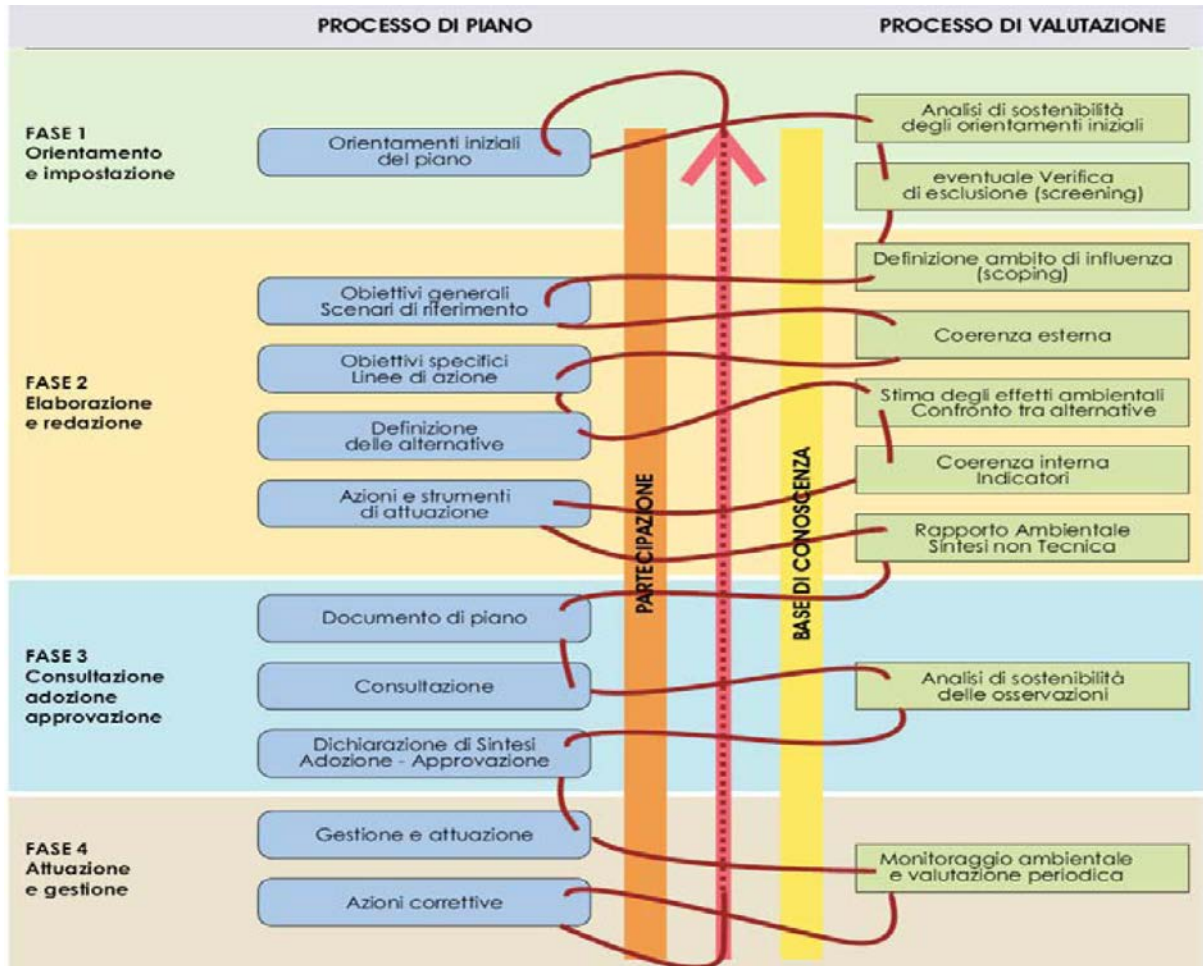 PROCESSO DI PIANO
PROCESSO DI VALUTAZIONE
FASE 1
Orientamento
e impostazione
Orientamenti iniziali
del piano
Analisi di sostenibilità
degli orientamenti iniziali
eventuale Verifica
di esclusione (screening)
FASE 2
Elaborazione
e redazione
Obiettivi generali
Scenari di riferimento
Obiettivi specifici
Linee di azione
Definizione
delle alternative
Azioni e strumenti
di attuazione
Definizione ambito di influenza
(scoping)
Coerenza esterna
Stima degli effetti ambientali
Confronto tra alternative
Coerenza interna
Indicatori
Rapporto Ambientale
Sintesi non Tecnica
PARTECIPAZIONE
BASE DI CONOSCENZA
FASE 3
Consultazione
adozione
approvazione
Documento di piano
Consultazione
Dichiarazione di Sintesi
Adozione - Approvazione
Analisi di sostenibilità
delle osservazioni
FASE 4
Attuazione
e gestione
Gestione e attuazione
Azioni correttive
Monitoraggio ambientale
e valutazione periodica